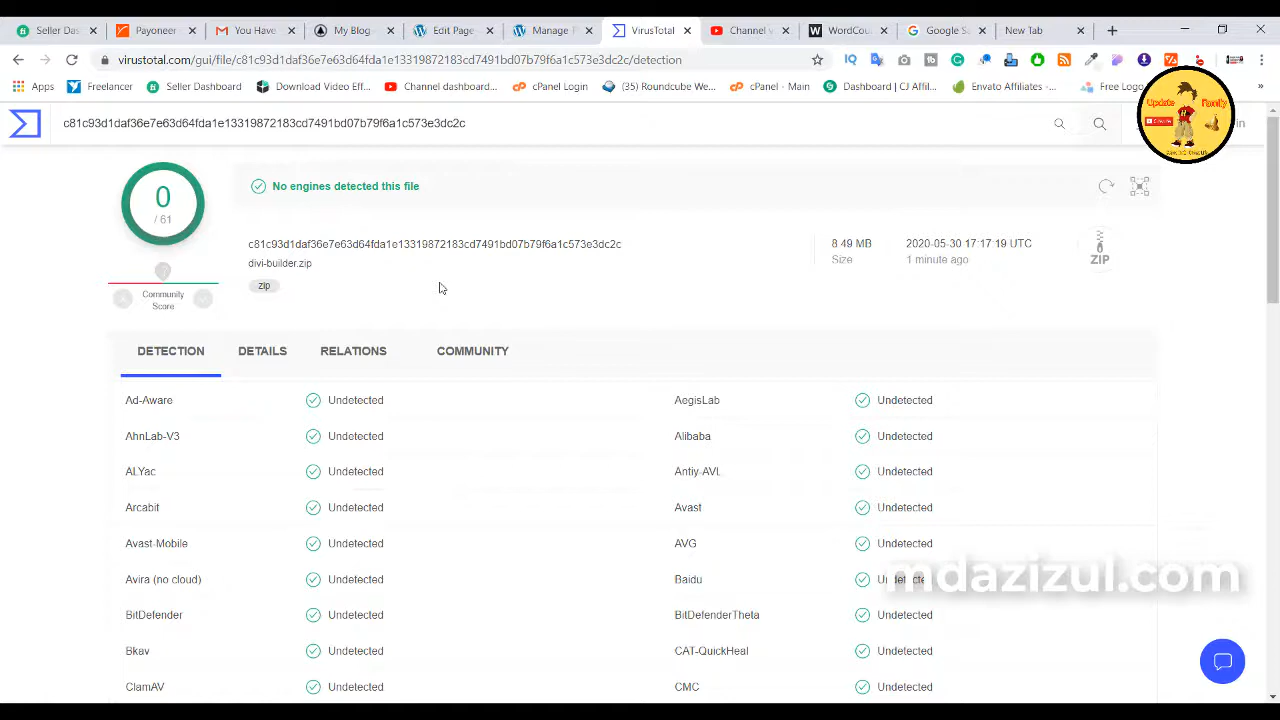 Seller Das
Payoneer
You Have
My Blog
Edit Page
Manage P
VirusTotal
Channel v
WordCou
Google S
New Tab
virustotal.com/gui/file/c81c93d1daf36e7e63d64fda1e13319872183cd7491bd07b79f6a1c573e3dc2c/detection
Apps
Freelancer
Seller Dashboard
Download Video Eff...
Channel dashboard...
cPanel Login
(35) Roundcube We...
cPanel - Main
Dashboard | CJ Affil...
Envato Affiliates -...
Free Logo
Update Family
c81c93d1daf36e7e63d64fda1e13319872183cd7491bd07b79f6a1c573e3dc2c
0
/ 61
No engines detected this file
c81c93d1daf36e7e63d64fda1e13319872183cd7491bd07b79f6a1c573e3dc2c
divi-builder.zip
zip
8.49 MB
Size
2020-05-30 17:17:19 UTC
1 minute ago
ZIP
Community
Score
DETECTION
DETAILS
RELATIONS
COMMUNITY
Ad-Aware Undetected AegisLab Undetected
AhnLab-V3 Undetected Alibaba Undetected
ALYac Undetected Antiy-AVL Undetected
Arcabit Undetected Avast Undetected
Avast-Mobile Undetected AVG Undetected
Avira (no cloud) Undetected Baidu Undetected
BitDefender Undetected BitDefenderTheta Undetected
Bkav Undetected CAT-QuickHeal Undetected
ClamAV Undetected CMC Undetected
mdazizul.com